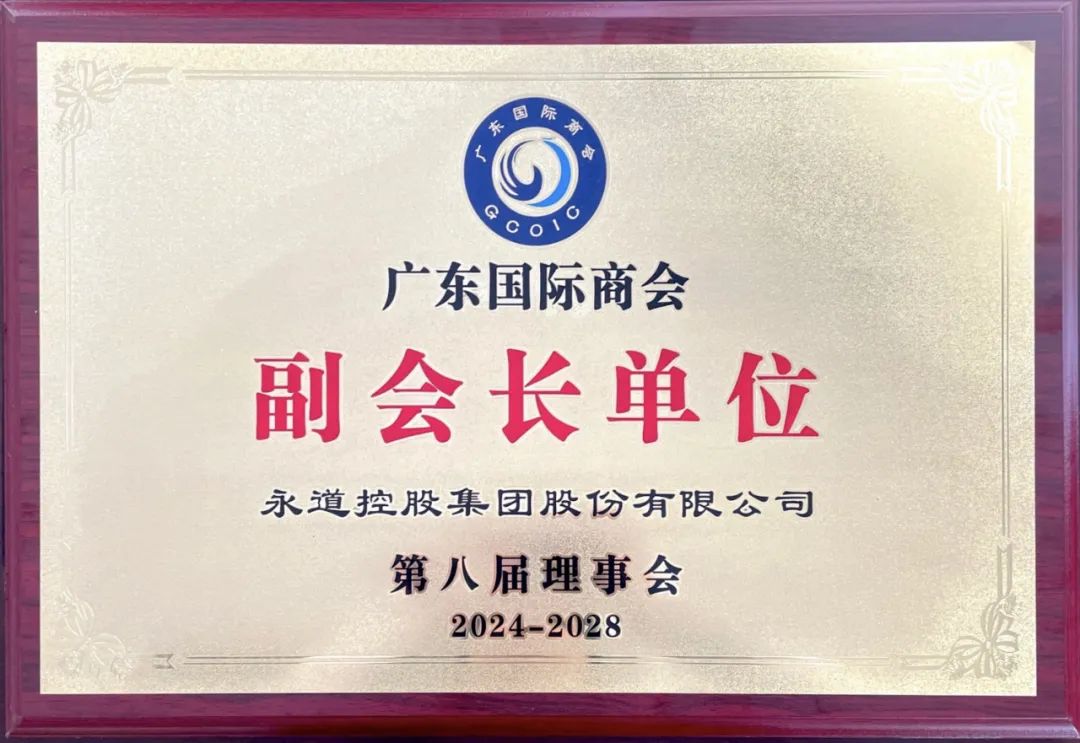 广东国际商会
GCOIC
广东国际商会
副会长单位
永道控股集团股份有限公司
第八届理事会
2024-2028